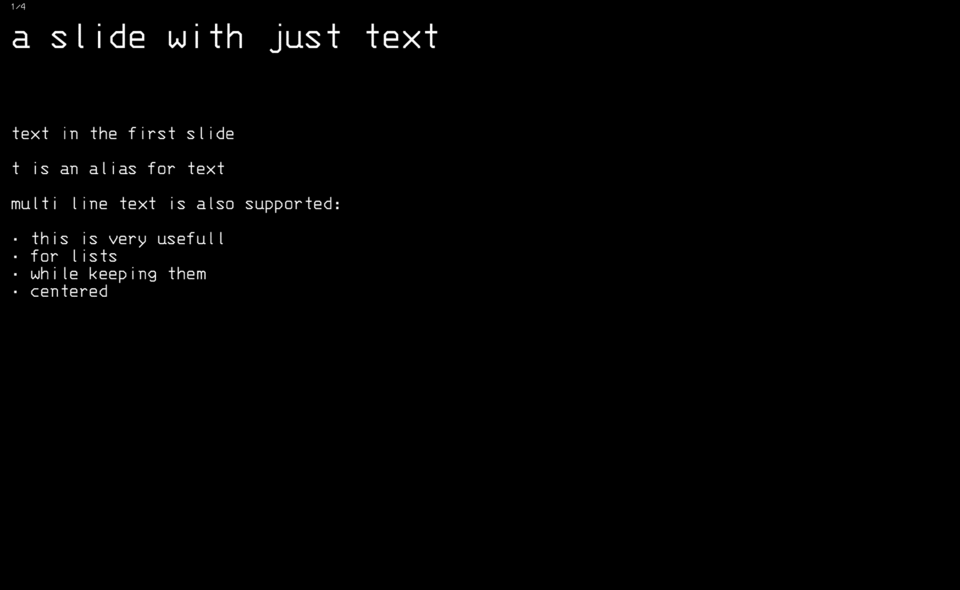 1/4
a slide with just text
text in the first slide
t is an alias for text
multi line text is also supported:
· this is very usefull
· for lists
· while keeping them
· centered